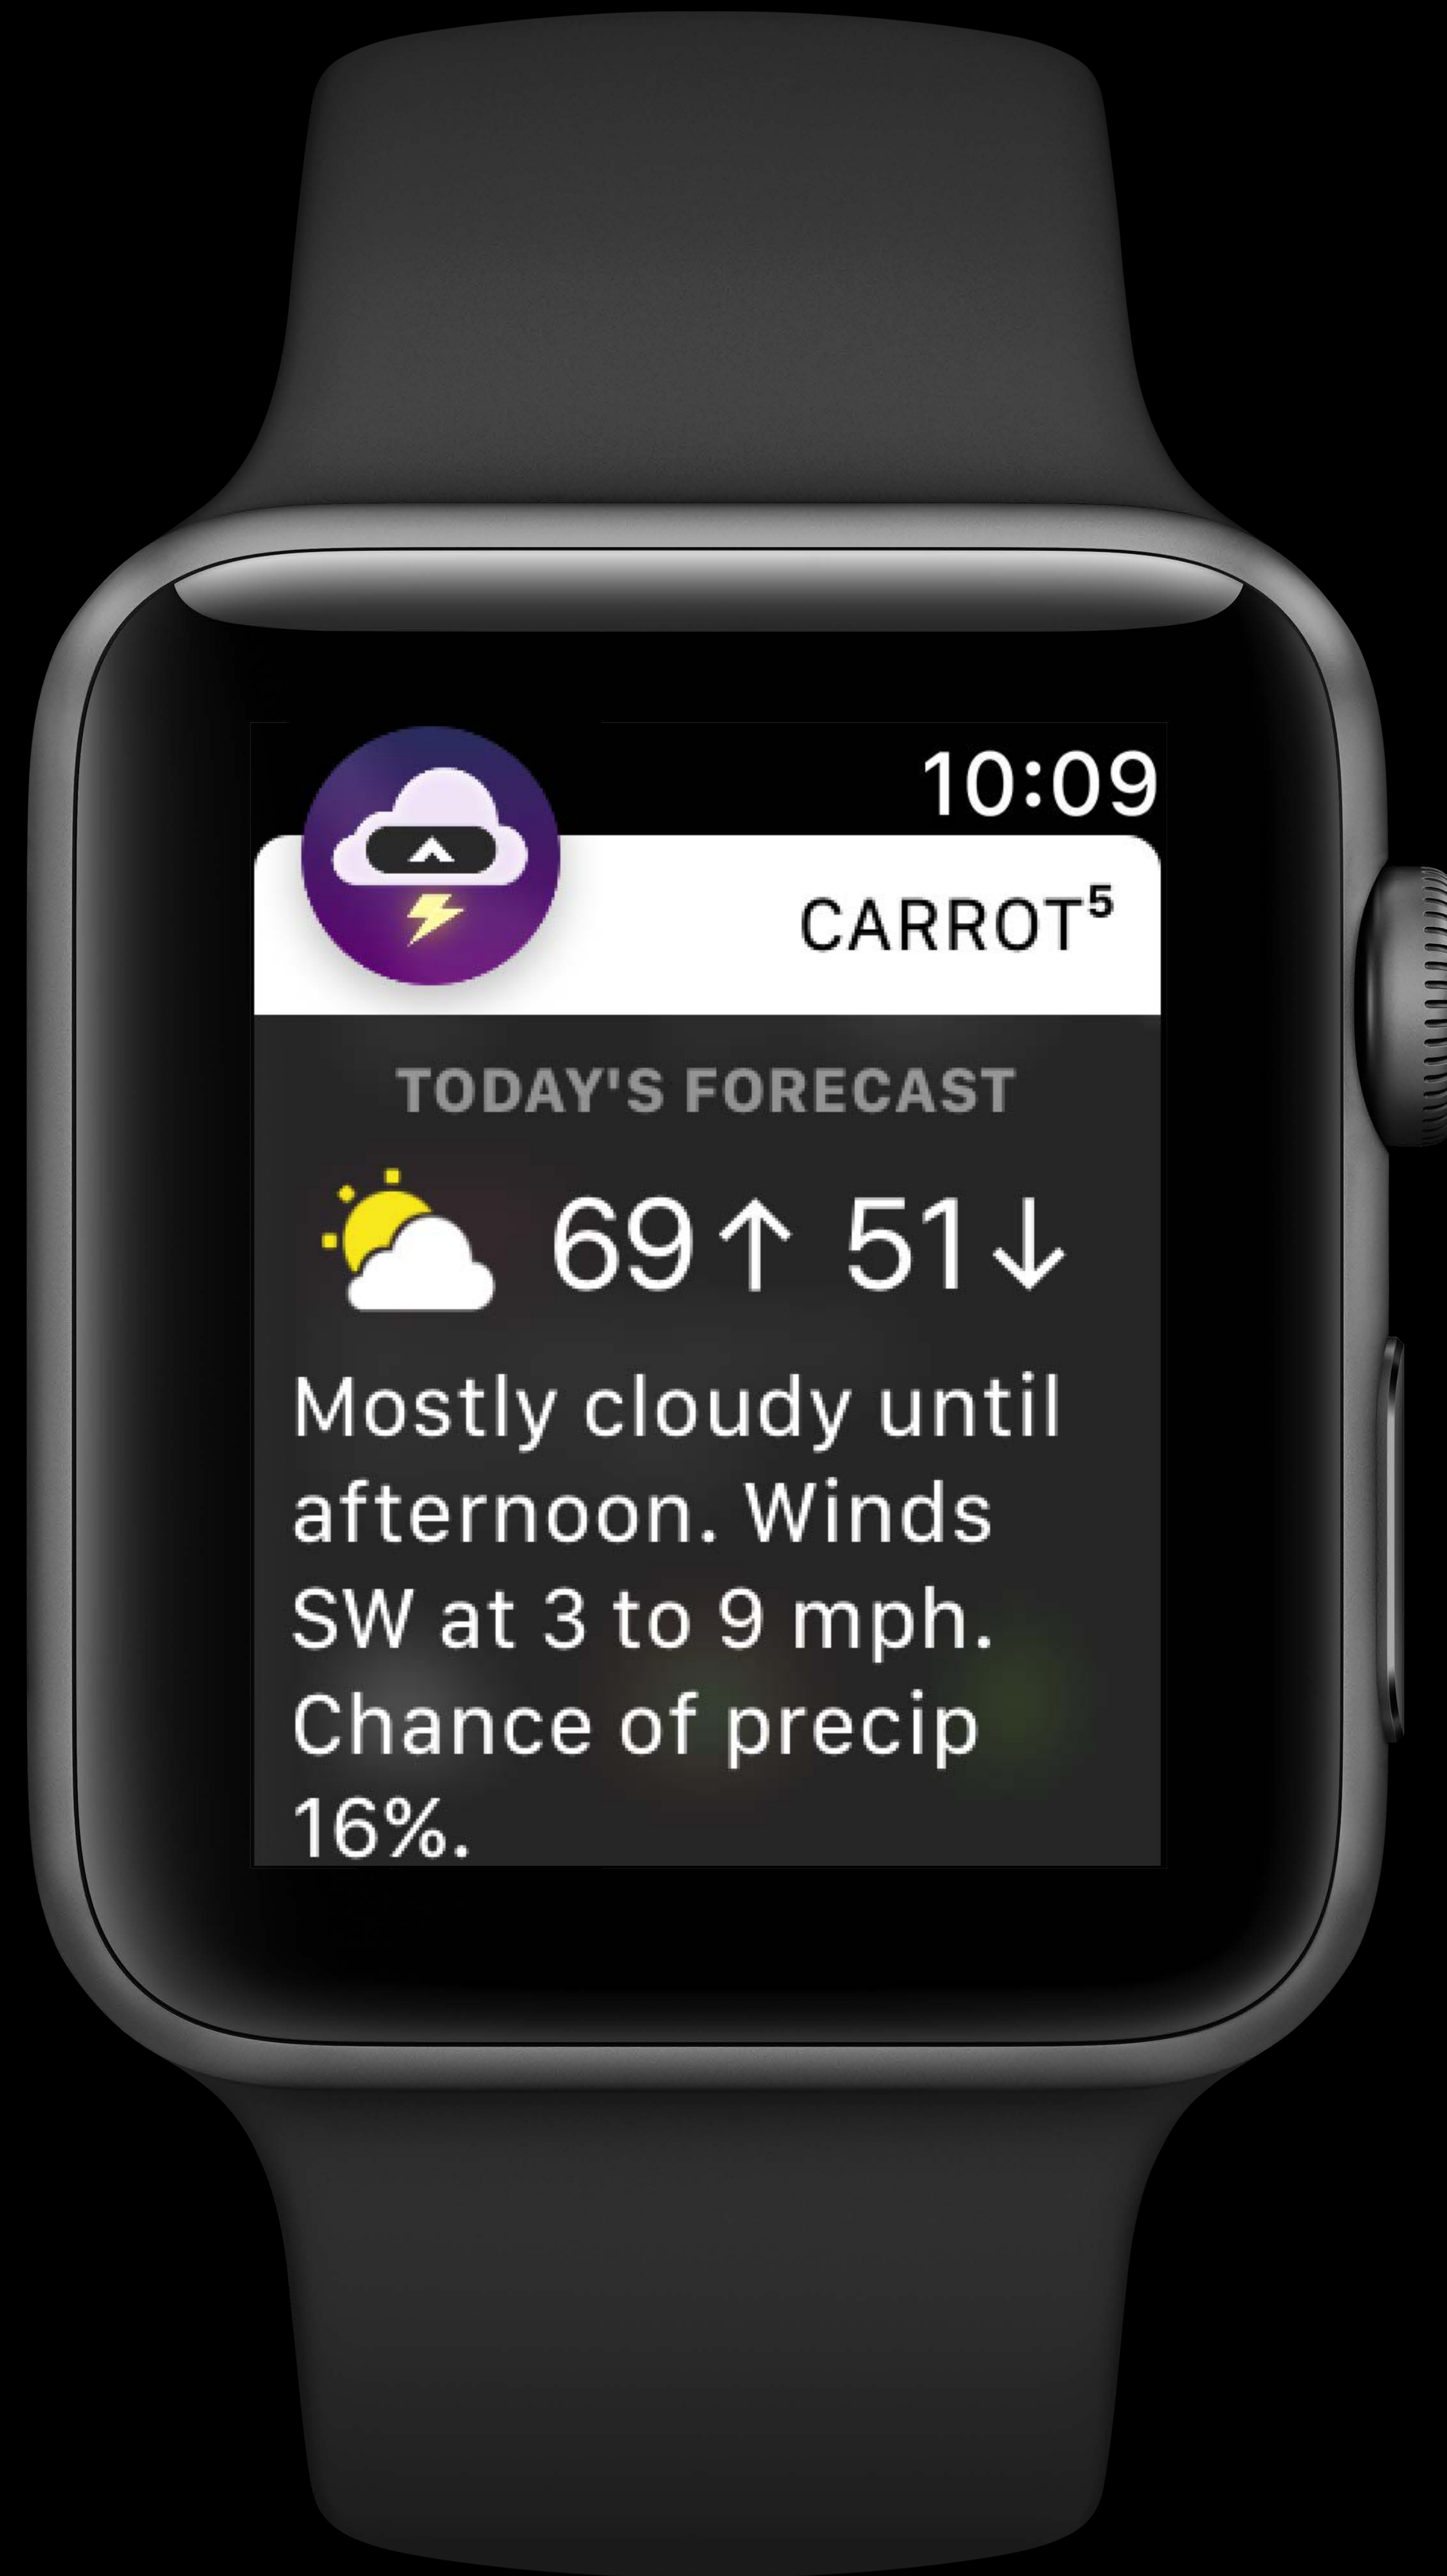 10:09
CARROT⁵
TODAY'S FORECAST
69↑ 51↓
Mostly cloudy until
afternoon. Winds
SW at 3 to 9 mph.
Chance of precip
16%.